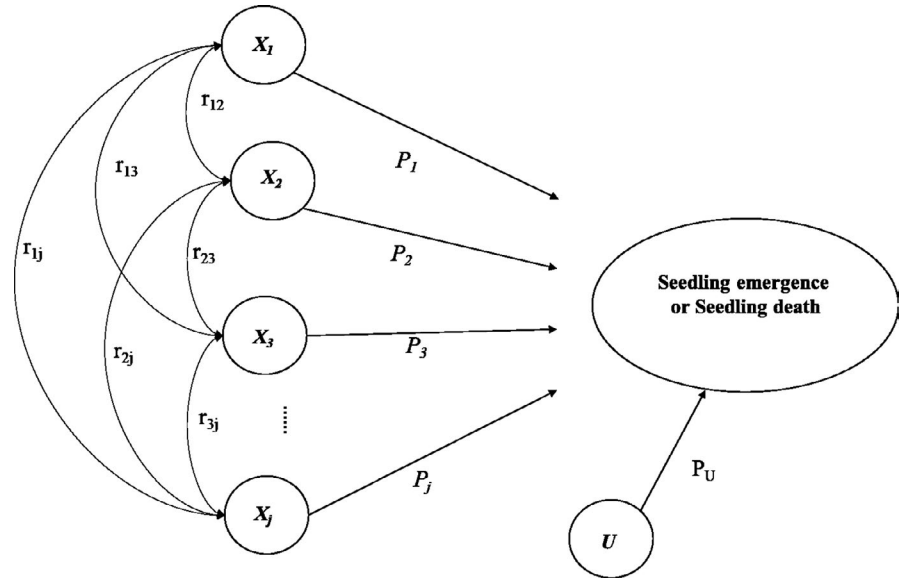 X₁
r₁₂
P₁
r₁₃
X₂
r₁ⱼ
r₂₃
P₂
Seedling emergence
or Seedling death
X₃
P₃
r₂ⱼ
r₃ⱼ
Pⱼ
P_U
Xⱼ
U